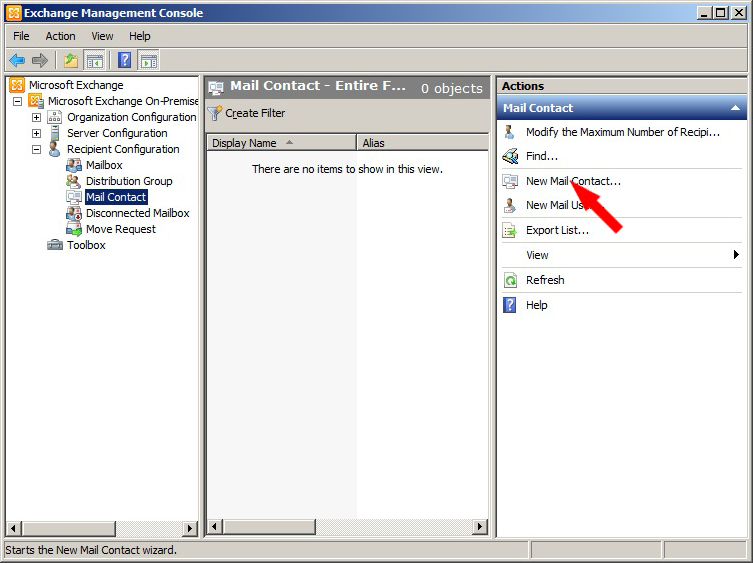 Exchange Management Console
File Action View Help
Microsoft Exchange
Microsoft Exchange On-Premise
Organization Configuration
Server Configuration
Recipient Configuration
Mailbox
Distribution Group
Mail Contact
Disconnected Mailbox
Move Request
Toolbox
Mail Contact - Entire F... 0 objects
Create Filter
Display Name Alias
There are no items to show in this view.
Actions
Mail Contact
Modify the Maximum Number of Recipi...
Find...
New Mail Contact...
New Mail
Export List...
View
Refresh
Help
Starts the New Mail Contact wizard.